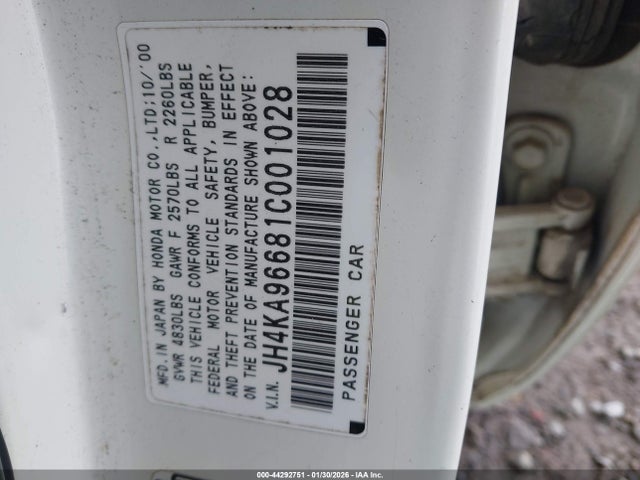 MFD. IN JAPAN BY HONDA MOTOR CO.,LTD;10/'00
GVWR 4830LBS GAWR F 2570LBS R 2260LBS
THIS VEHICLE CONFORMS TO ALL APPLICABLE
FEDERAL MOTOR VEHICLE SAFETY, BUMPER,
AND THEFT PREVENTION STANDARDS IN EFFECT
ON THE DATE OF MANUFACTURE SHOWN ABOVE:
V.I.N. JH4KA96681C001028
PASSENGER CAR
000-44292751 - 01/30/2026 - IAA Inc.